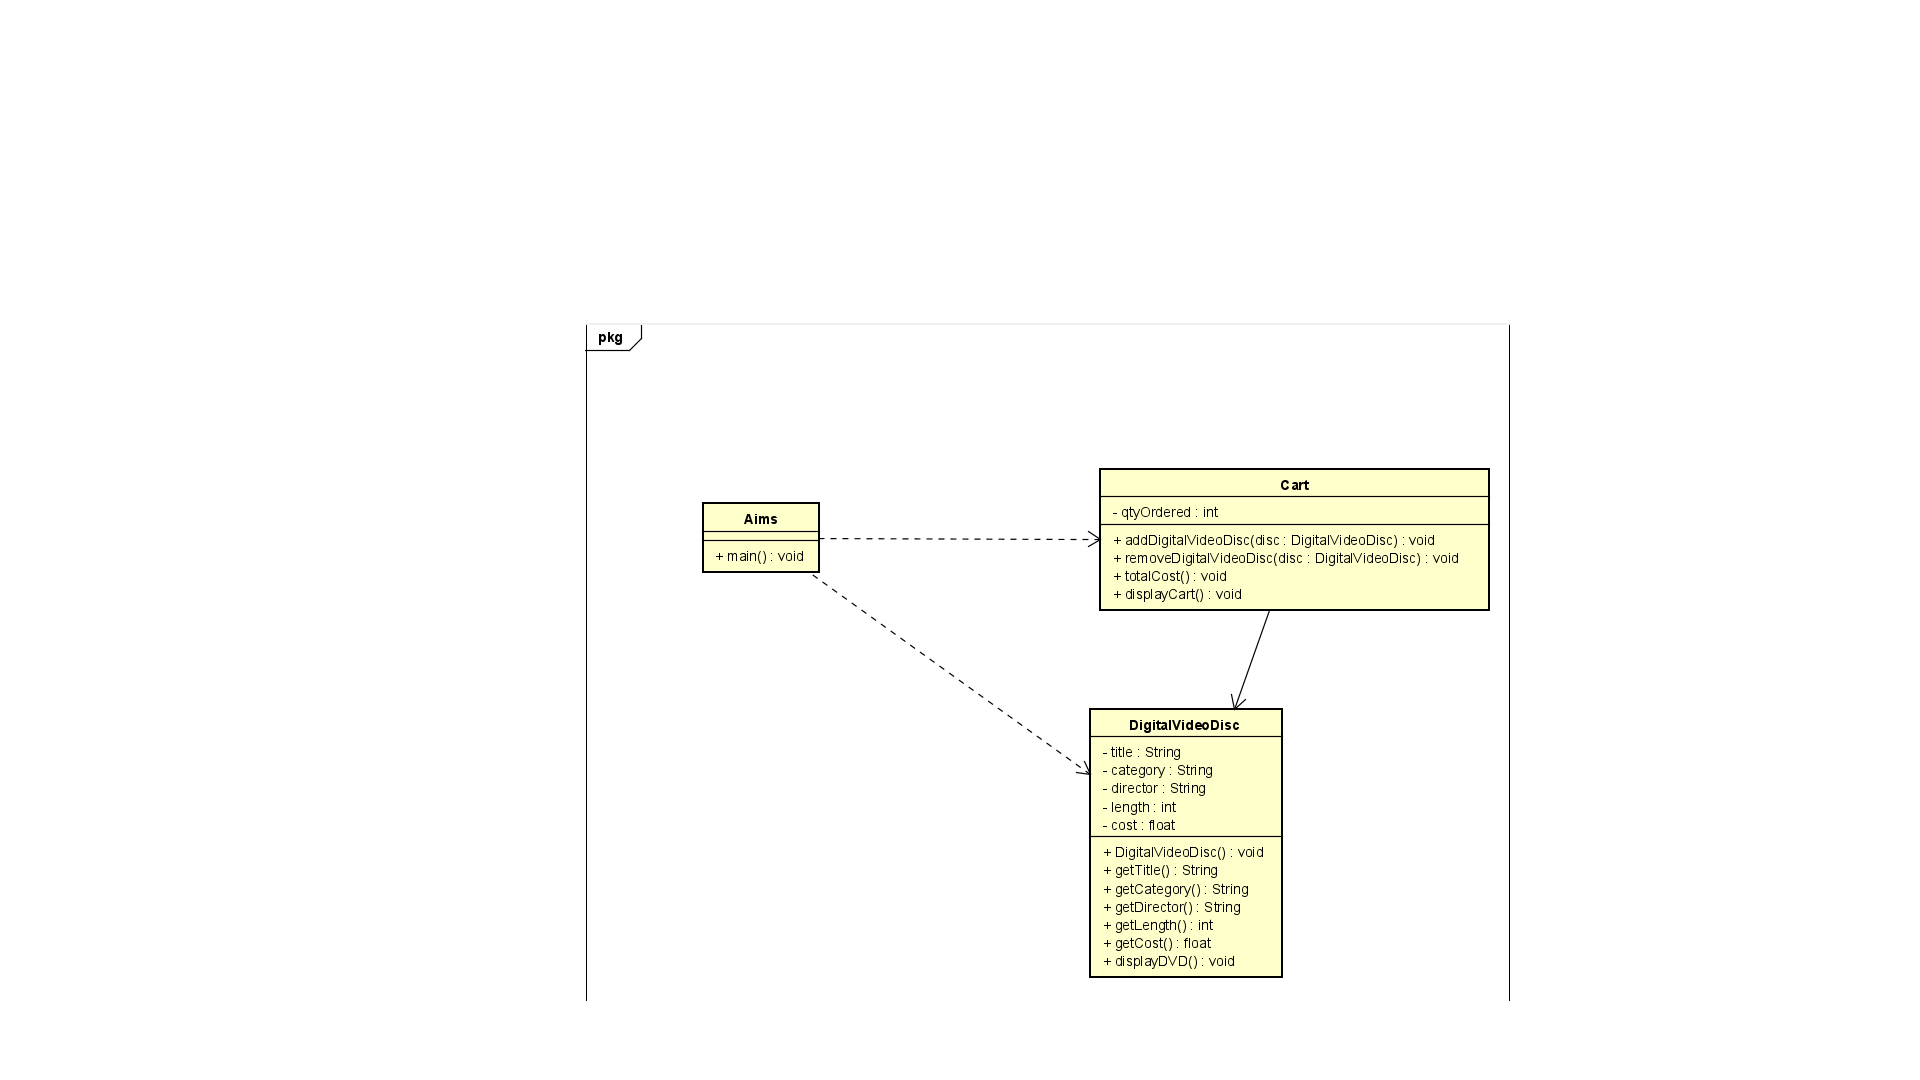 pkg
Aims
+ main() : void
Cart
- qtyOrdered : int
+ addDigitalVideoDisc(disc : DigitalVideoDisc) : void
+ removeDigitalVideoDisc(disc : DigitalVideoDisc) : void
+ totalCost() : void
+ displayCart() : void
DigitalVideoDisc
- title : String
- category : String
- director : String
- length : int
- cost : float
+ DigitalVideoDisc() : void
+ getTitle() : String
+ getCategory() : String
+ getDirector() : String
+ getLength() : int
+ getCost() : float
+ displayDVD() : void